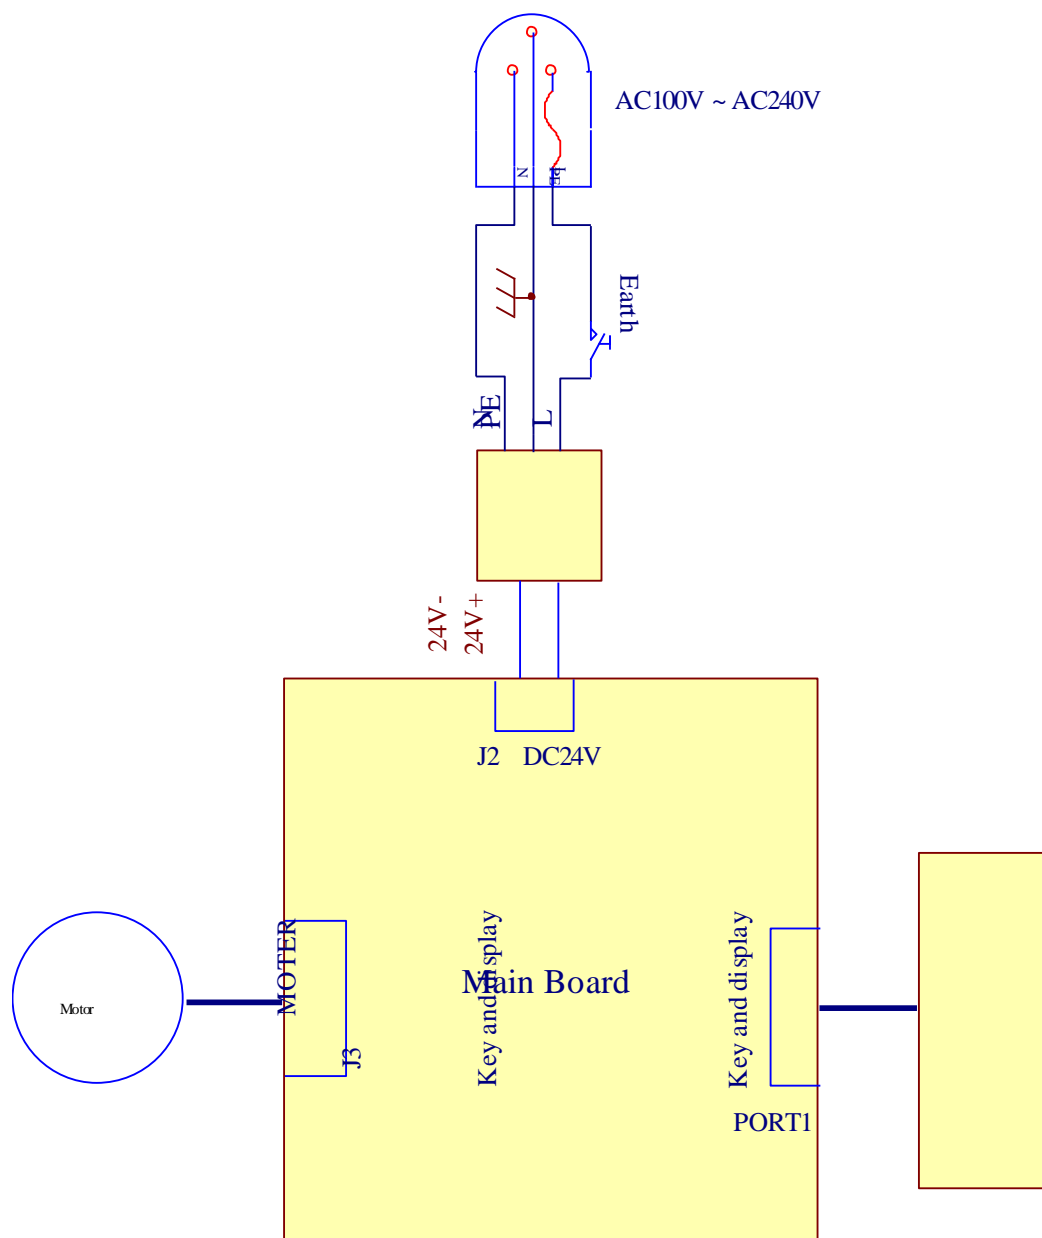 AC100V ~ AC240V
N
L
PE
Earth
N
PE
L
24V-
24V+
J2
DC24V
MOTER
J3
Motor
Key and display
Main Board
Key and display
PORT1